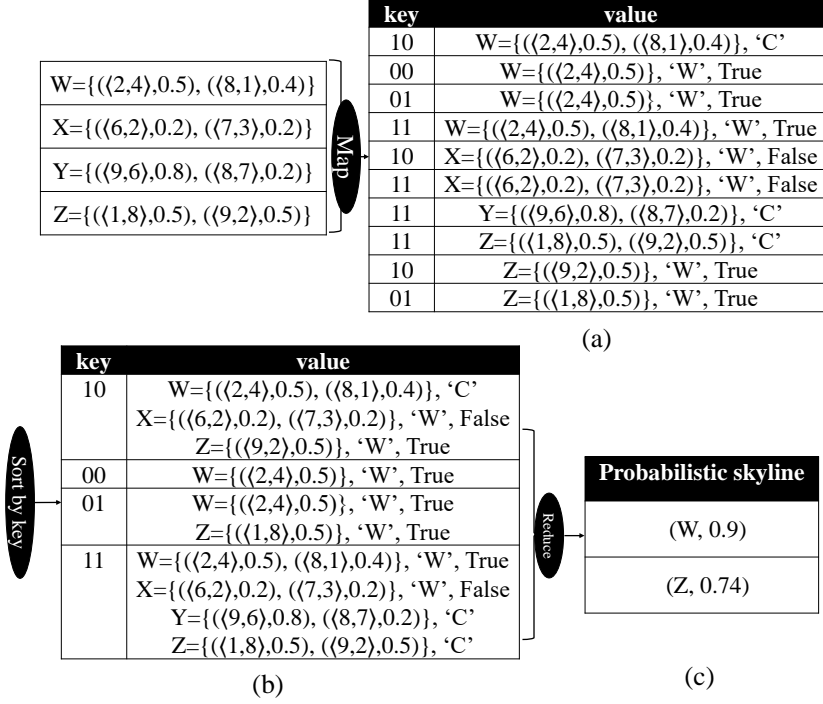 W={(⟨2,4⟩,0.5), (⟨8,1⟩,0.4)}
X={(⟨6,2⟩,0.2), (⟨7,3⟩,0.2)}
Y={(⟨9,6⟩,0.8), (⟨8,7⟩,0.2)}
Z={(⟨1,8⟩,0.5), (⟨9,2⟩,0.5)}
Map
key value
10 W={(⟨2,4⟩,0.5), (⟨8,1⟩,0.4)}, ‘C’
00 W={(⟨2,4⟩,0.5)}, ‘W’, True
01 W={(⟨2,4⟩,0.5)}, ‘W’, True
11 W={(⟨2,4⟩,0.5), (⟨8,1⟩,0.4)}, ‘W’, True
10 X={(⟨6,2⟩,0.2), (⟨7,3⟩,0.2)}, ‘W’, False
11 X={(⟨6,2⟩,0.2), (⟨7,3⟩,0.2)}, ‘W’, False
11 Y={(⟨9,6⟩,0.8), (⟨8,7⟩,0.2)}, ‘C’
11 Z={(⟨1,8⟩,0.5), (⟨9,2⟩,0.5)}, ‘C’
10 Z={(⟨9,2⟩,0.5)}, ‘W’, True
01 Z={(⟨1,8⟩,0.5)}, ‘W’, True
(a)
Sort by key
key value
10 W={(⟨2,4⟩,0.5), (⟨8,1⟩,0.4)}, ‘C’
X={(⟨6,2⟩,0.2), (⟨7,3⟩,0.2)}, ‘W’, False
Z={(⟨9,2⟩,0.5)}, ‘W’, True
00 W={(⟨2,4⟩,0.5)}, ‘W’, True
01 W={(⟨2,4⟩,0.5)}, ‘W’, True
Z={(⟨1,8⟩,0.5)}, ‘W’, True
11 W={(⟨2,4⟩,0.5), (⟨8,1⟩,0.4)}, ‘W’, True
X={(⟨6,2⟩,0.2), (⟨7,3⟩,0.2)}, ‘W’, False
Y={(⟨9,6⟩,0.8), (⟨8,7⟩,0.2)}, ‘C’
Z={(⟨1,8⟩,0.5), (⟨9,2⟩,0.5)}, ‘C’
(b)
Reduce
Probabilistic skyline
(W, 0.9)
(Z, 0.74)
(c)